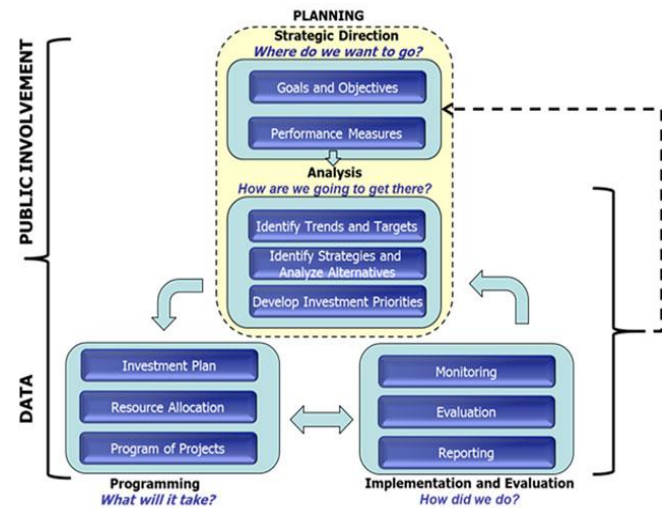 PLANNING
Strategic Direction
Where do we want to go?
Goals and Objectives
Performance Measures
Analysis
How are we going to get there?
Identify Trends and Targets
Identify Strategies and
Analyze Alternatives
Develop Investment Priorities
PUBLIC INVOLVEMENT
DATA
Investment Plan
Resource Allocation
Program of Projects
Programming
What will it take?
Monitoring
Evaluation
Reporting
Implementation and Evaluation
How did we do?